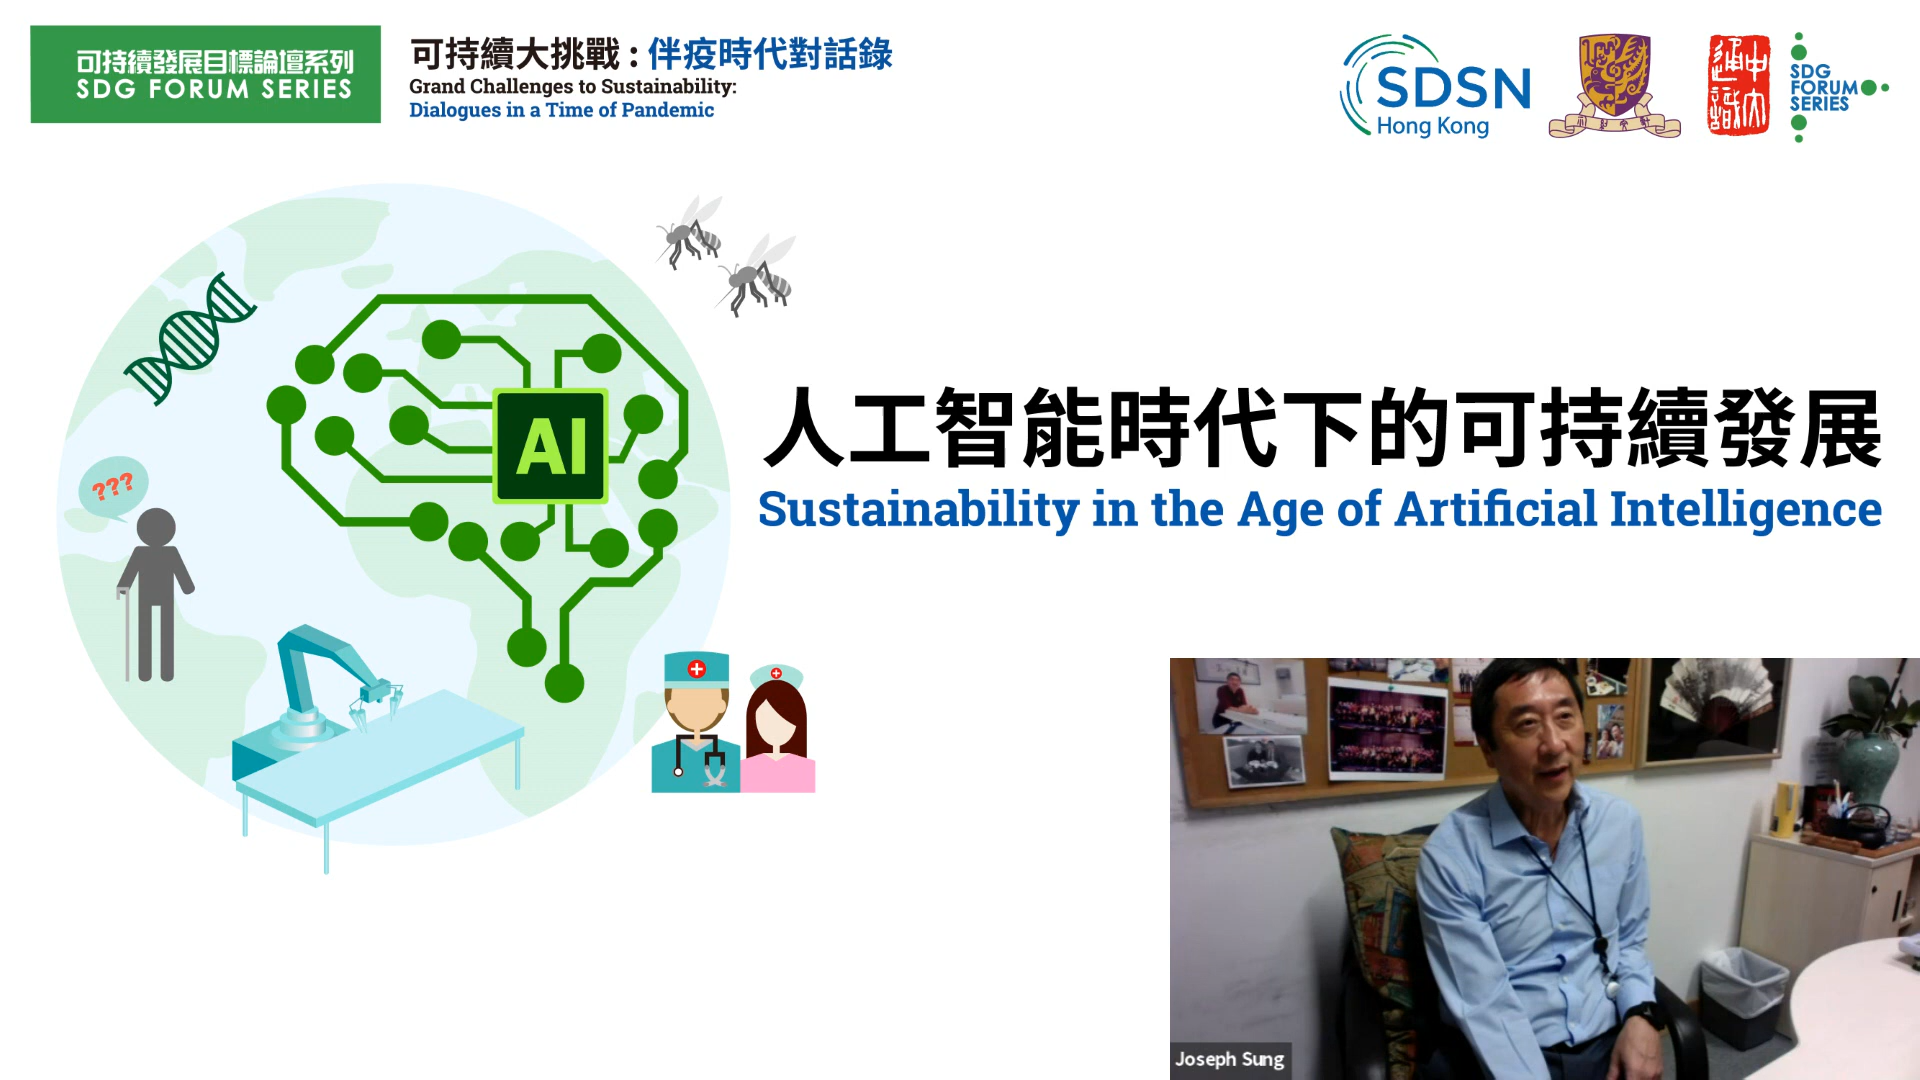 可持續發展目標論壇系列
SDG FORUM SERIES
可持續大挑戰 : 伴疫時代對話錄
Grand Challenges to Sustainability:
Dialogues in a Time of Pandemic
SDSN
Hong Kong
SDG
FORUM
SERIES
???
AI
人工智能時代下的可持續發展
Sustainability in the Age of Artificial Intelligence
Joseph Sung